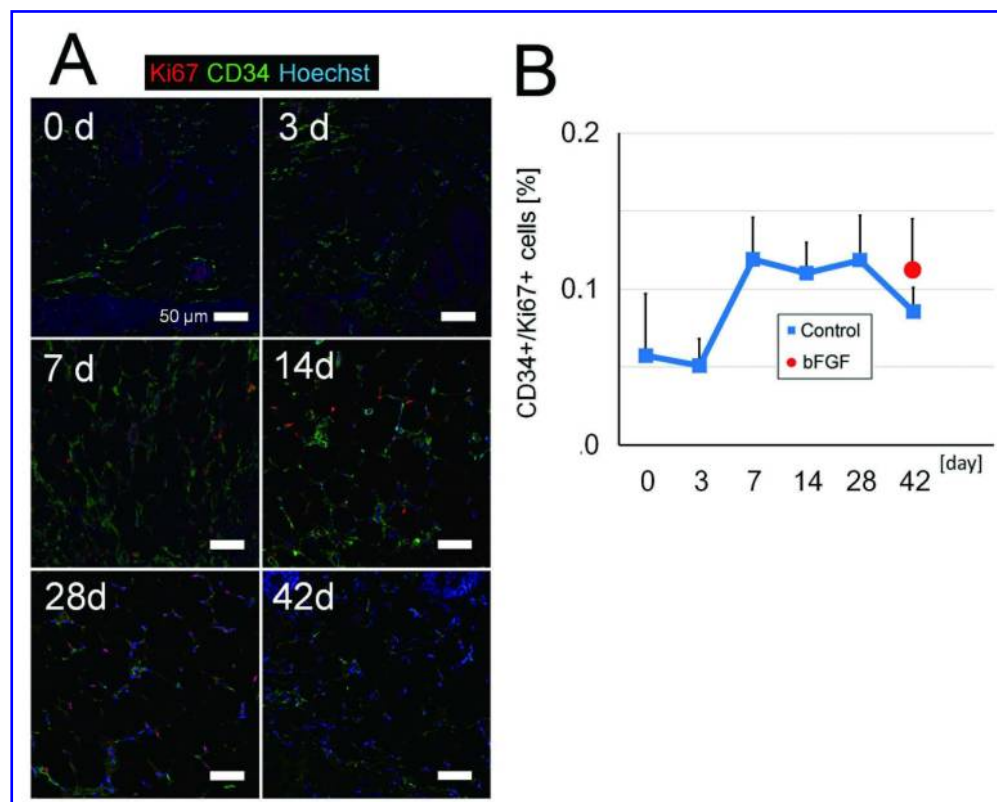 A
Ki67 CD34 Hoechst
0 d
3 d
50 µm
7 d
14d
28d
42d
B
CD34+/Ki67+ cells [%]
0.2
0.1
.0
Control
bFGF
0 3 7 14 28 42 [day]